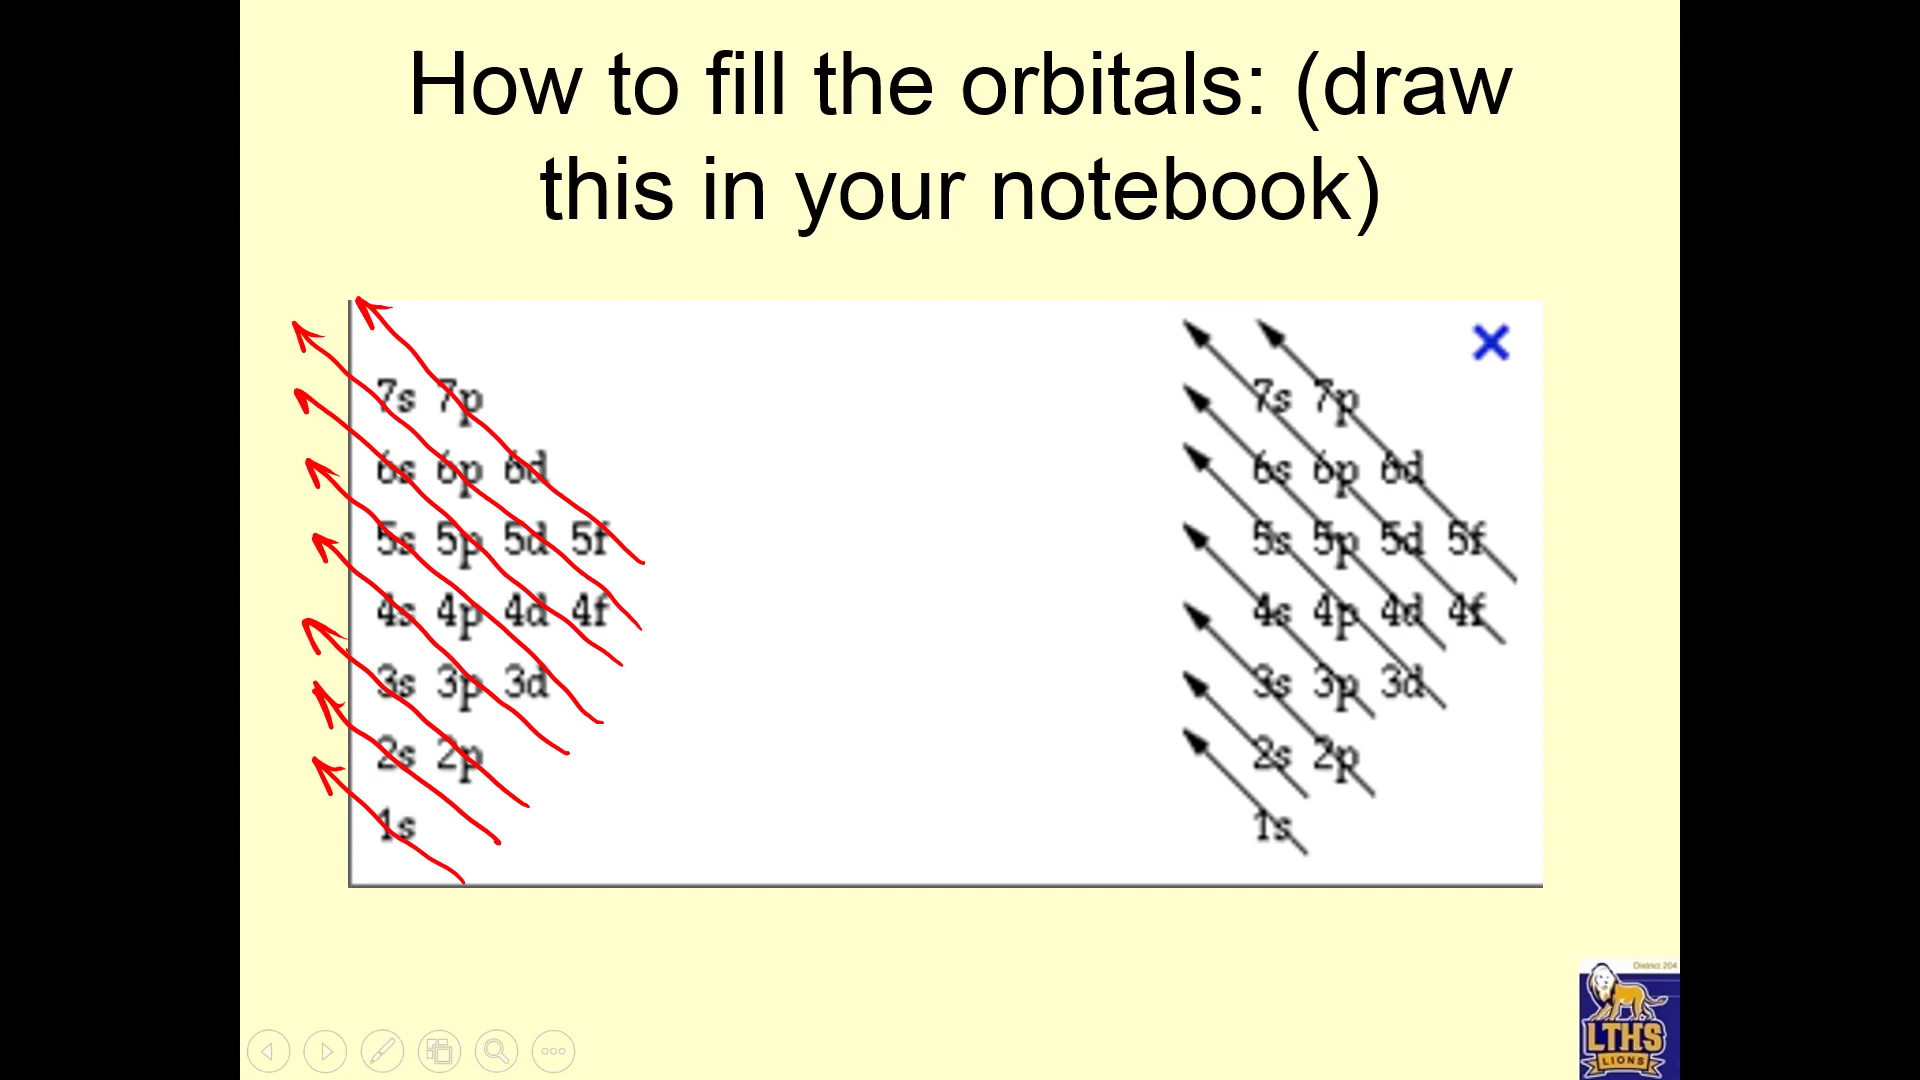 How to fill the orbitals: (draw
this in your notebook)
7s 7p
6s 6p 6d
5s 5p 5d 5f
4s 4p 4d 4f
3s 3p 3d
2s 2p
1s
7s 7p
6s 6p 6d
5s 5p 5d 5f
4s 4p 4d 4f
3s 3p 3d
2s 2p
1s
District 204
LTHS
LIONS